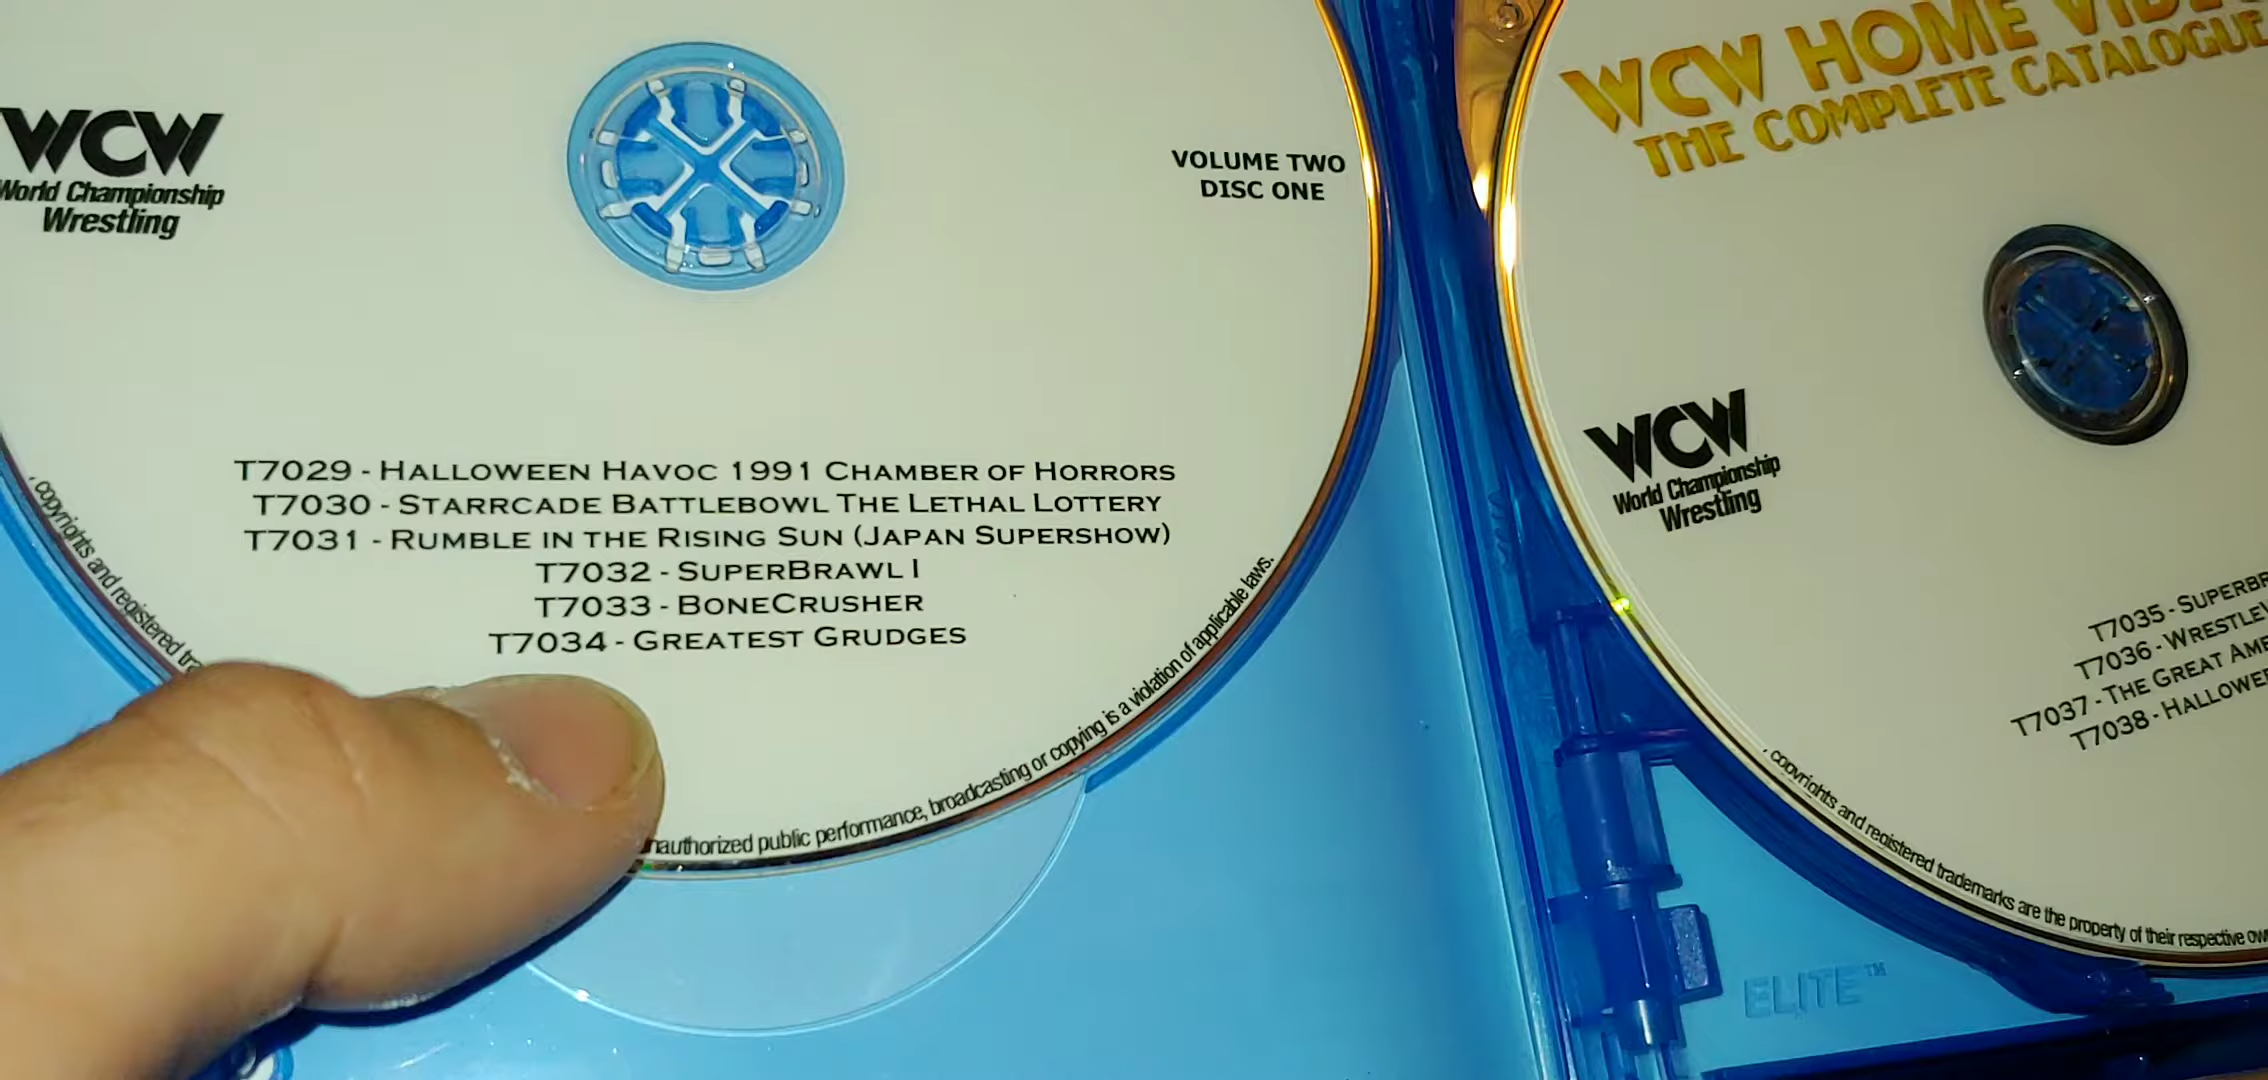 WCW
World Championship
Wrestling
VOLUME TWO
DISC ONE
T7029 - HALLOWEEN HAVOC 1991 CHAMBER OF HORRORS
T7030 - STARRCADE BATTLEBOWL THE LETHAL LOTTERY
T7031 - RUMBLE IN THE RISING SUN (JAPAN SUPERSHOW)
T7032 - SUPERBRAWL I
T7033 - BONECRUSHER
T7034 - GREATEST GRUDGES
, copyrights and registered
public performance, broadcasting or copying is a violation of applicable laws.
WCW HOME
THE COMPLETE CATALOGUE
WCW
World Championship
Wrestling
T7035 -
T7036 -
T7037 - THE GREAT
T7038 -
, copyrights and registered trademarks are the property of their respective
ELITE™